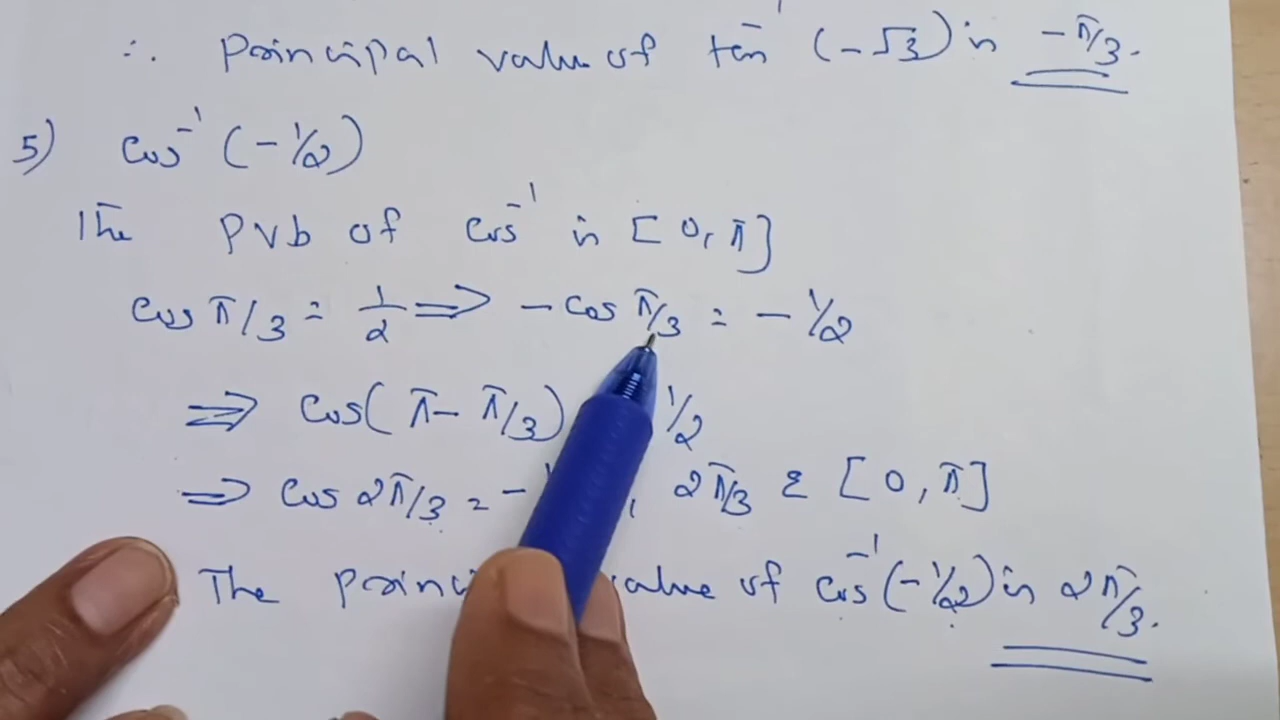 ∴ Principal value of tan⁻¹ (-√3) is -π/3.
5) cos⁻¹ (-1/2)
The pvb of cos⁻¹ is [0, π]
cos π/3 = 1/2 ⇒ - cos π/3 = - 1/2
⇒ cos(π - π/3) 1/2
⇒ cos 2π/3 = - , 2π/3 ε [0, π]
The of cos⁻¹(-1/2) is 2π/3.